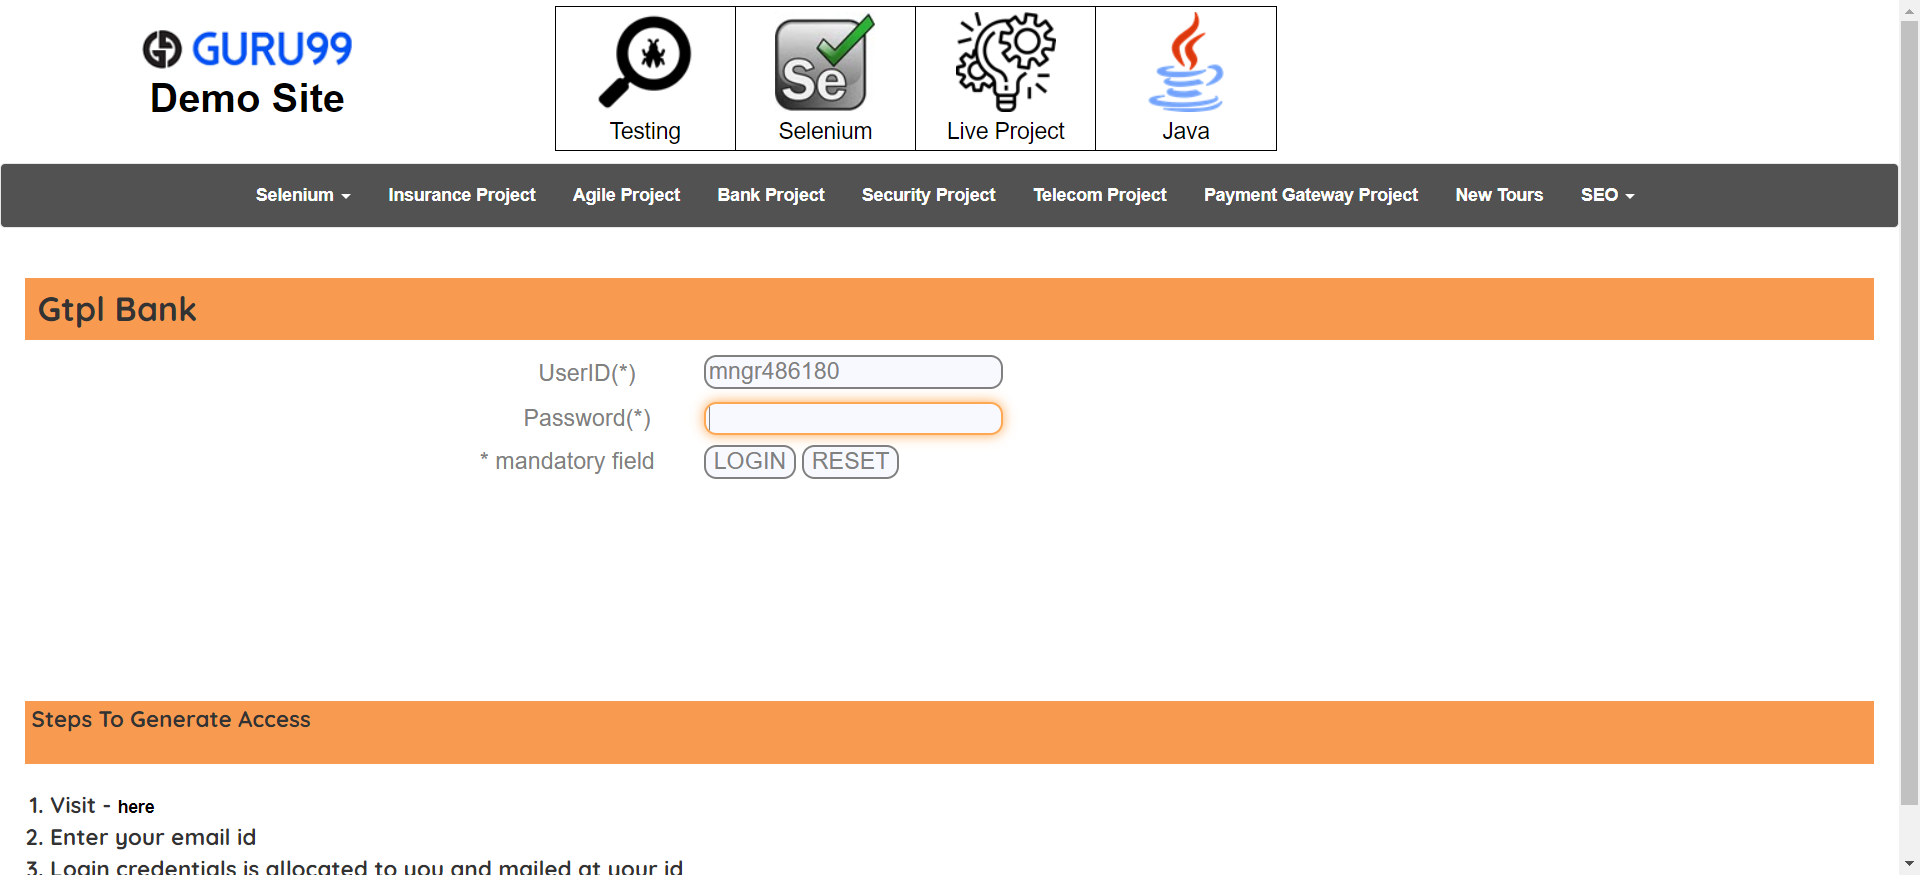 GURU99
Demo Site
Testing
Se
Selenium
Live Project
Java
Selenium Insurance Project Agile Project Bank Project Security Project Telecom Project Payment Gateway Project New Tours SEO
Gtpl Bank
UserID(*) mngr486180
Password(*)
* mandatory field LOGIN RESET
Steps To Generate Access
1. Visit - here
2. Enter your email id
3. Login credentials is allocated to you and mailed at your id